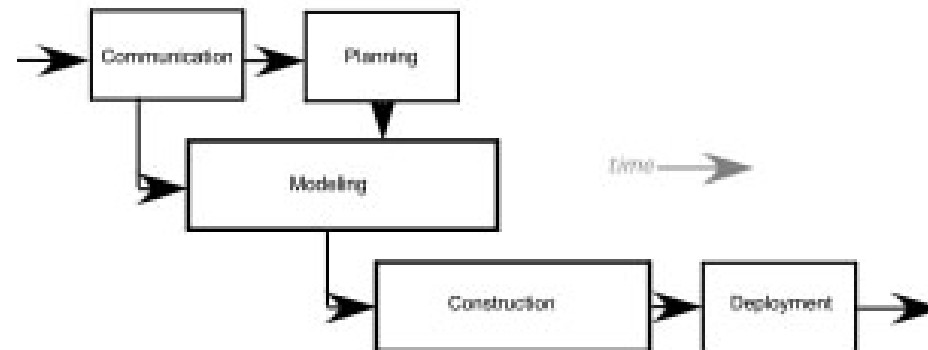 Communication
Planning
Modeling
time
Construction
Deployment